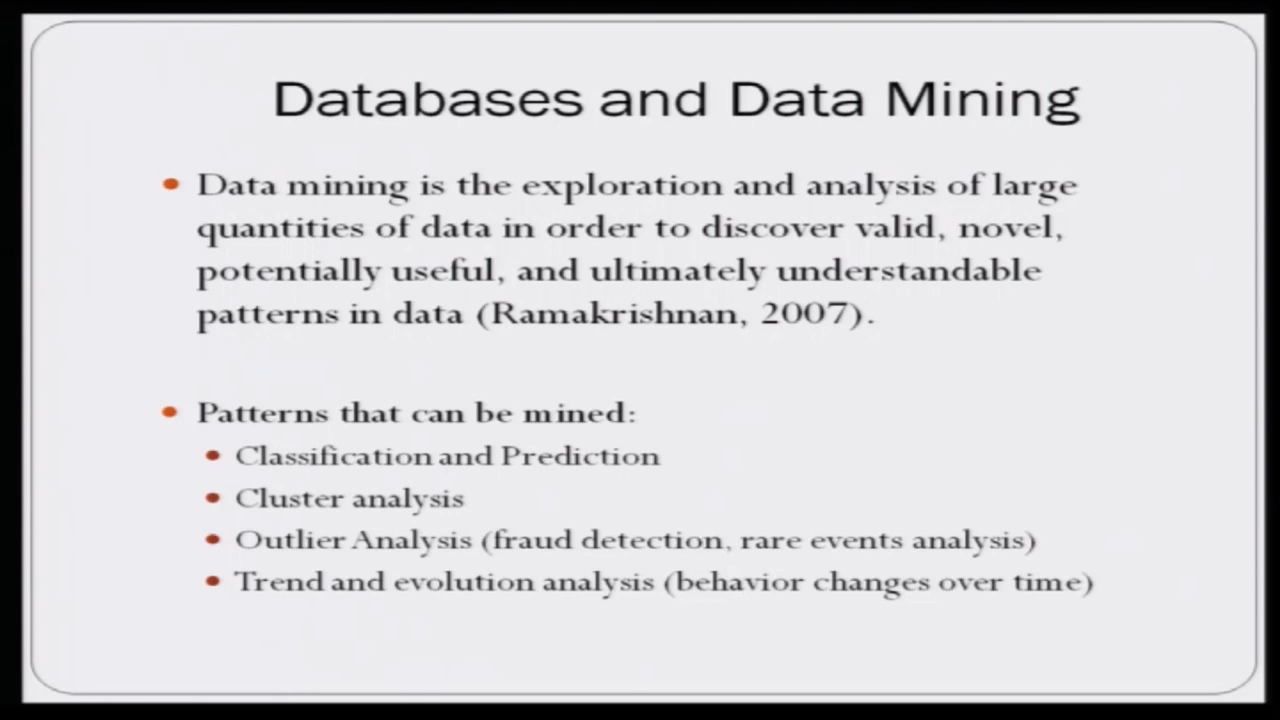 Databases and Data Mining
Data mining is the exploration and analysis of large
quantities of data in order to discover valid, novel,
potentially useful, and ultimately understandable
patterns in data (Ramakrishnan, 2007).
Patterns that can be mined:
Classification and Prediction
Cluster analysis
Outlier Analysis (fraud detection, rare events analysis)
Trend and evolution analysis (behavior changes over time)